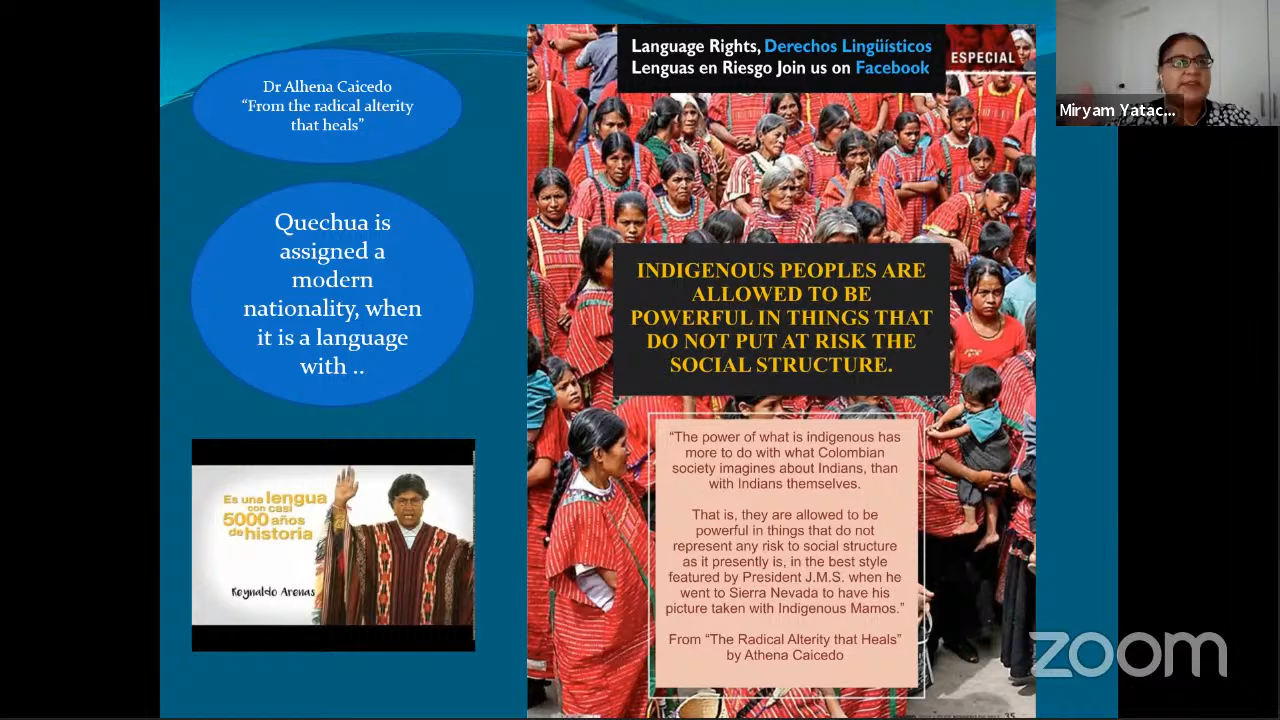 Dr Alhena Caicedo
“From the radical alterity
that heals”
Quechua is
assigned a
modern
nationality, when
it is a language
with ..
Es una lengua
con casi
5000 años
de historia
Reynaldo Arenas
Language Rights, Derechos Lingüísticos
Lenguas en Riesgo Join us on Facebook
ESPECIAL
INDIGENOUS PEOPLES ARE
ALLOWED TO BE
POWERFUL IN THINGS THAT
DO NOT PUT AT RISK THE
SOCIAL STRUCTURE.
“The power of what is indigenous has
more to do with what Colombian
society imagines about Indians, than
with Indians themselves.
That is, they are allowed to be
powerful in things that do not
represent any risk to social structure
as it presently is, in the best style
featured by President J.M.S. when he
went to Sierra Nevada to have his
picture taken with Indigenous Mamos.”
From “The Radical Alterity that Heals”
by Athena Caicedo
35
Miryam Yatac...
zoom